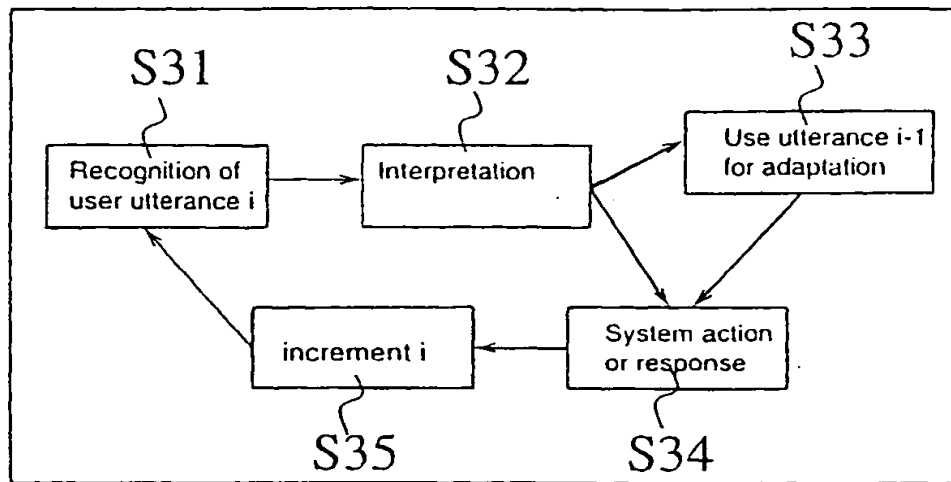 S31
S32
S33
Recognition of
user utterance i
Interpretation
Use utterance i-1
for adaptation
increment i
System action
or response
S35
S34